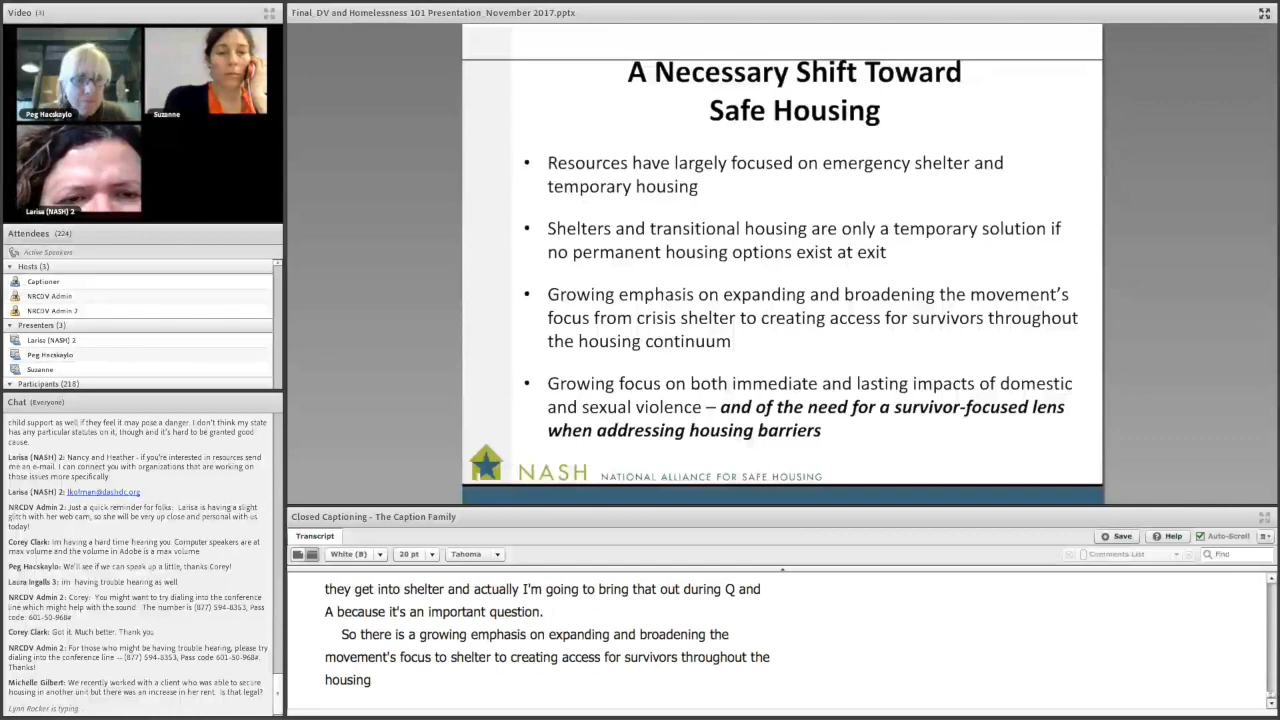 Video (3)
Peg Hacskaylo
Suzanne
Larisa (NASH) 2
Attendees (224)
Active Speakers
Hosts (3)
Captioner
NRCDV Admin
NRCDV Admin 2
Presenters (3)
Larisa (NASH) 2
Peg Hacskaylo
Suzanne
Participants (218)
Chat (Everyone)
child support as well if they feel it may pose a danger. I don't think my state
has any particular statutes on it, though and it's hard to be granted good
cause.
Larisa (NASH) 2: Nancy and Heather - if you're interested in resources send
me an e-mail. I can connect you with organizations that are working on
those issues more specifically
Larisa (NASH) 2: lkofman@dashdc.org
NRCDV Admin 2: Just a quick reminder for folks: Larisa is having a slight
glitch with her web cam, so she will be very up close and personal with us
today!
Corey Clark: Im having a hard time hearing you. Computer speakers are at
max volume and the volume in Adobe is a max volume
Peg Hacskaylo: We'll see if we can speak up a little, thanks Corey!
Laura Ingalls 3: im having trouble hearing as well
NRCDV Admin 2: Corey: You might want to try dialing into the conference
line which might help with the sound The number is (877) 594-8353, Pass
code: 601-50-968#
Corey Clark: Got it. Much better. Thank you
NRCDV Admin 2: For those who might be having trouble hearing, please try
dialing into the conference line -- (877) 594-8353, Pass code 601-50-968#.
Thanks!
Michelle Gilbert: We recently worked with a client who was able to secure
housing in another unit but there was an increase in her rent. Is that legal?
Lynn Rocker is typing
Final_DV and Homelessness 101 Presentation_November 2017.pptx
A Necessary Shift Toward
Safe Housing
• Resources have largely focused on emergency shelter and
temporary housing
• Shelters and transitional housing are only a temporary solution if
no permanent housing options exist at exit
• Growing emphasis on expanding and broadening the movement's
focus from crisis shelter to creating access for survivors throughout
the housing continuum
• Growing focus on both immediate and lasting impacts of domestic
and sexual violence – and of the need for a survivor-focused lens
when addressing housing barriers
NASH NATIONAL ALLIANCE FOR SAFE HOUSING
Closed Captioning - The Caption Family
Transcript
Save
Help
Auto-Scroll
White (B)
20 pt
Tahoma
Comments List
Find
they get into shelter and actually I'm going to bring that out during Q and
A because it's an important question.
So there is a growing emphasis on expanding and broadening the
movement's focus to shelter to creating access for survivors throughout the
housing